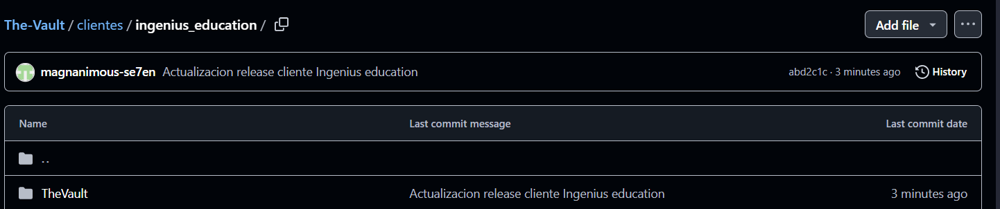 The-Vault / clientes / ingenius_education / Add file ...
magnanimous-se7en Actualizacion release cliente Ingenius education abd2c1c · 3 minutes ago History
Name Last commit message Last commit date
..
TheVault Actualizacion release cliente Ingenius education 3 minutes ago